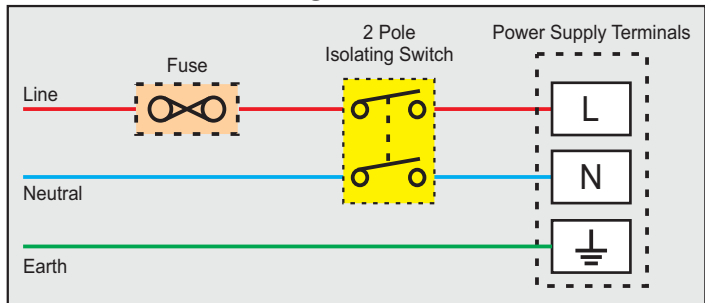 2 Pole
Isolating Switch
Power Supply Terminals
Fuse
Line
L
N
Neutral
Earth